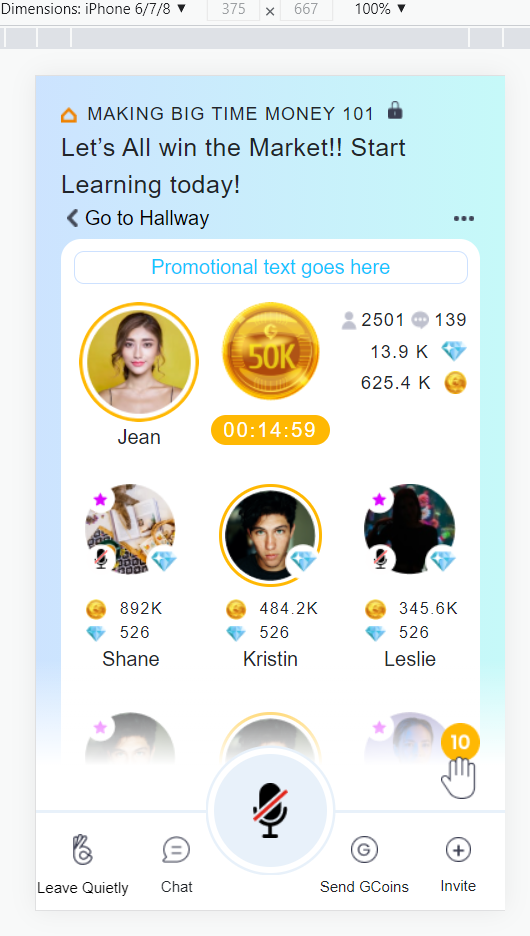 Dimensions: iPhone 6/7/8 ▼ 375 × 667 100% ▼
MAKING BIG TIME MONEY 101
Let’s All win the Market!! Start
Learning today!
Go to Hallway
Promotional text goes here
50K
2501 139
13.9 K
625.4 K
00:14:59
Jean
892K 484.2K 345.6K
526 526 526
Shane Kristin Leslie
10
Leave Quietly Chat Send GCoins Invite